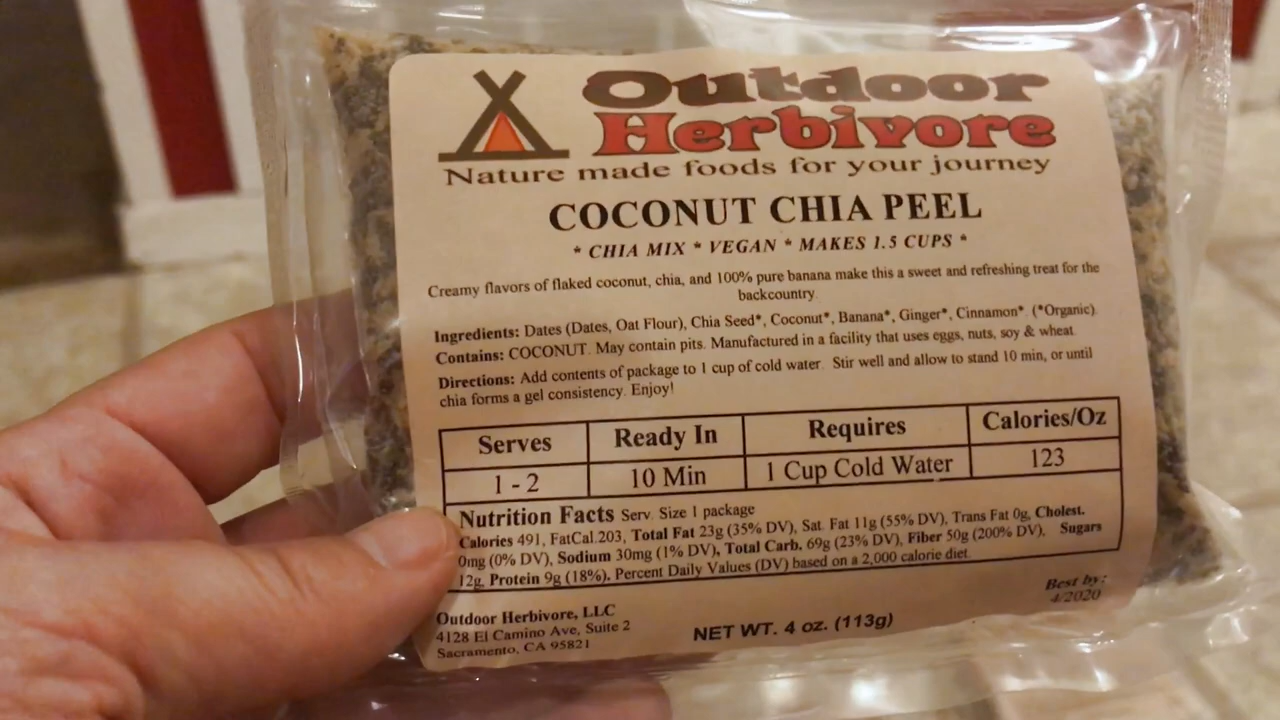 Outdoor
Herbivore
Nature made foods for your journey
COCONUT CHIA PEEL
* CHIA MIX * VEGAN * MAKES 1.5 CUPS *
Creamy flavors of flaked coconut, chia, and 100% pure banana make this a sweet and refreshing treat for the
backcountry.
Ingredients: Dates (Dates, Oat Flour), Chia Seed*, Coconut*, Banana*, Ginger*, Cinnamon*. (*Organic).
Contains: COCONUT. May contain pits. Manufactured in a facility that uses eggs, nuts, soy & wheat.
Directions: Add contents of package to 1 cup of cold water. Stir well and allow to stand 10 min, or until
chia forms a gel consistency. Enjoy!
Serves Ready In Requires Calories/Oz
1 - 2 10 Min 1 Cup Cold Water 123
Nutrition Facts Serv. Size 1 package
Calories 491, FatCal.203, Total Fat 23g (35% DV), Sat. Fat 11g (55% DV), Trans Fat 0g, Cholest.
0mg (0% DV), Sodium 30mg (1% DV), Total Carb. 69g (23% DV), Fiber 50g (200% DV), Sugars
12g, Protein 9g (18%). Percent Daily Values (DV) based on a 2,000 calorie diet.
Best by:
4/2020
Outdoor Herbivore, LLC
4128 El Camino Ave, Suite 2
Sacramento, CA 95821
NET WT. 4 oz. (113g)